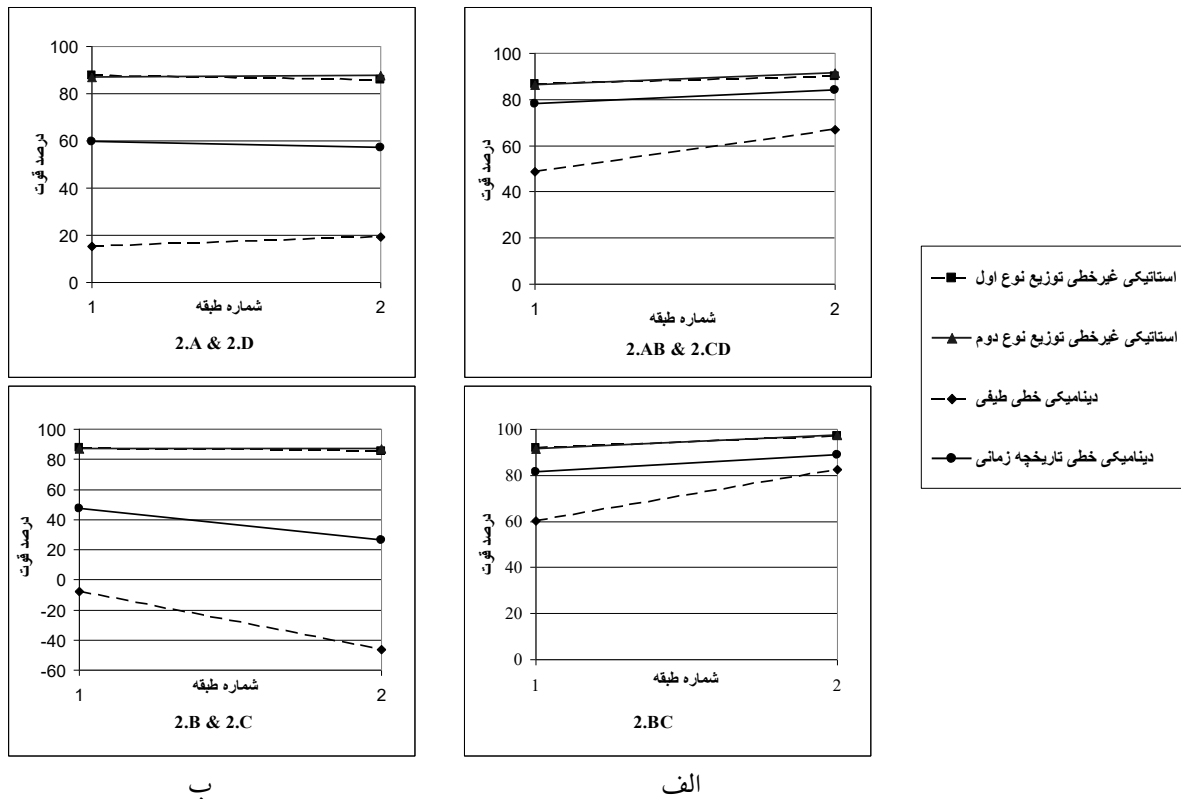 100
80
60
40
20
0
درصد قوت
1
2
شماره طبقه
2.A & 2.D
100
80
60
40
20
0
درصد قوت
1
2
شماره طبقه
2.AB & 2.CD
استاتیکی غیرخطی توزیع نوع اول
استاتیکی غیرخطی توزیع نوع دوم
دینامیکی خطی طیفی
دینامیکی خطی تاریخچه زمانی
100
80
60
40
20
0
-20
-40
-60
درصد قوت
1
2
شماره طبقه
2.B & 2.C
100
80
60
40
20
0
درصد قوت
1
2
شماره طبقه
2.BC
الف
ب